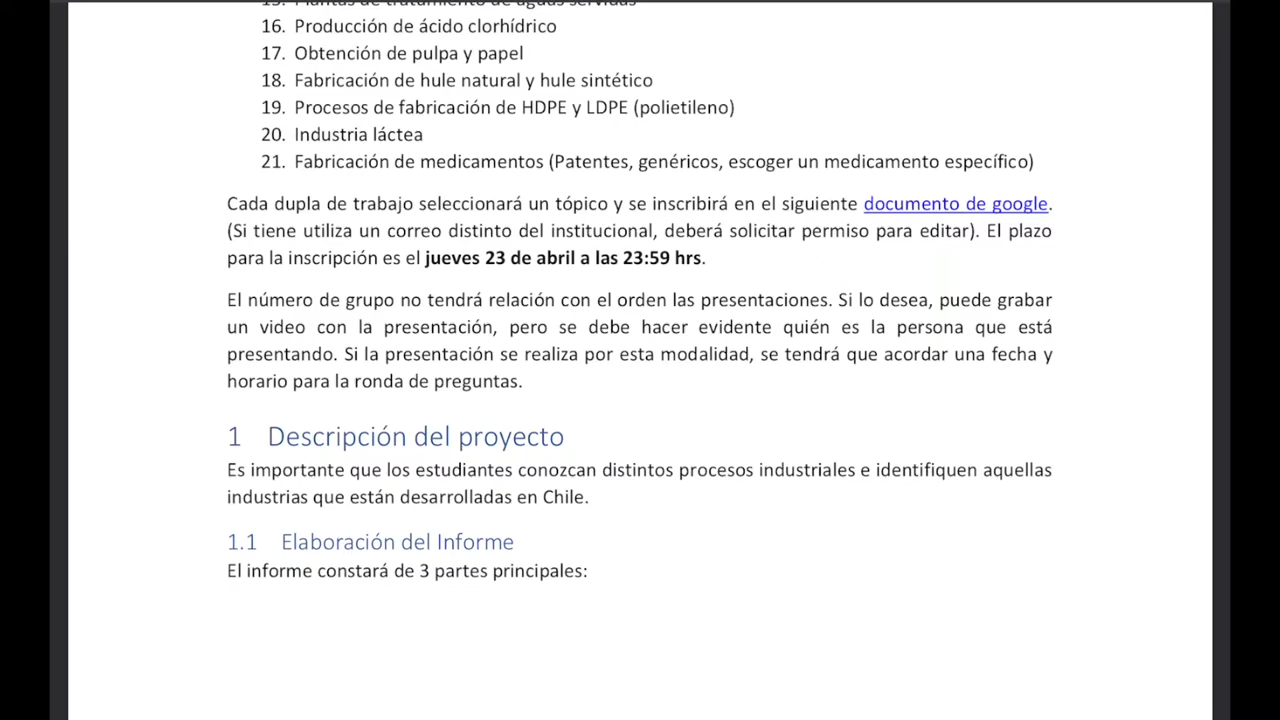 15. Plantas de tratamiento de aguas servidas
16. Producción de ácido clorhídrico
17. Obtención de pulpa y papel
18. Fabricación de hule natural y hule sintético
19. Procesos de fabricación de HDPE y LDPE (polietileno)
20. Industria láctea
21. Fabricación de medicamentos (Patentes, genéricos, escoger un medicamento específico)
Cada dupla de trabajo seleccionará un tópico y se inscribirá en el siguiente documento de google.
(Si tiene utiliza un correo distinto del institucional, deberá solicitar permiso para editar). El plazo
para la inscripción es el jueves 23 de abril a las 23:59 hrs.
El número de grupo no tendrá relación con el orden las presentaciones. Si lo desea, puede grabar
un video con la presentación, pero se debe hacer evidente quién es la persona que está
presentando. Si la presentación se realiza por esta modalidad, se tendrá que acordar una fecha y
horario para la ronda de preguntas.
1 Descripción del proyecto
Es importante que los estudiantes conozcan distintos procesos industriales e identifiquen aquellas
industrias que están desarrolladas en Chile.
1.1 Elaboración del Informe
El informe constará de 3 partes principales: